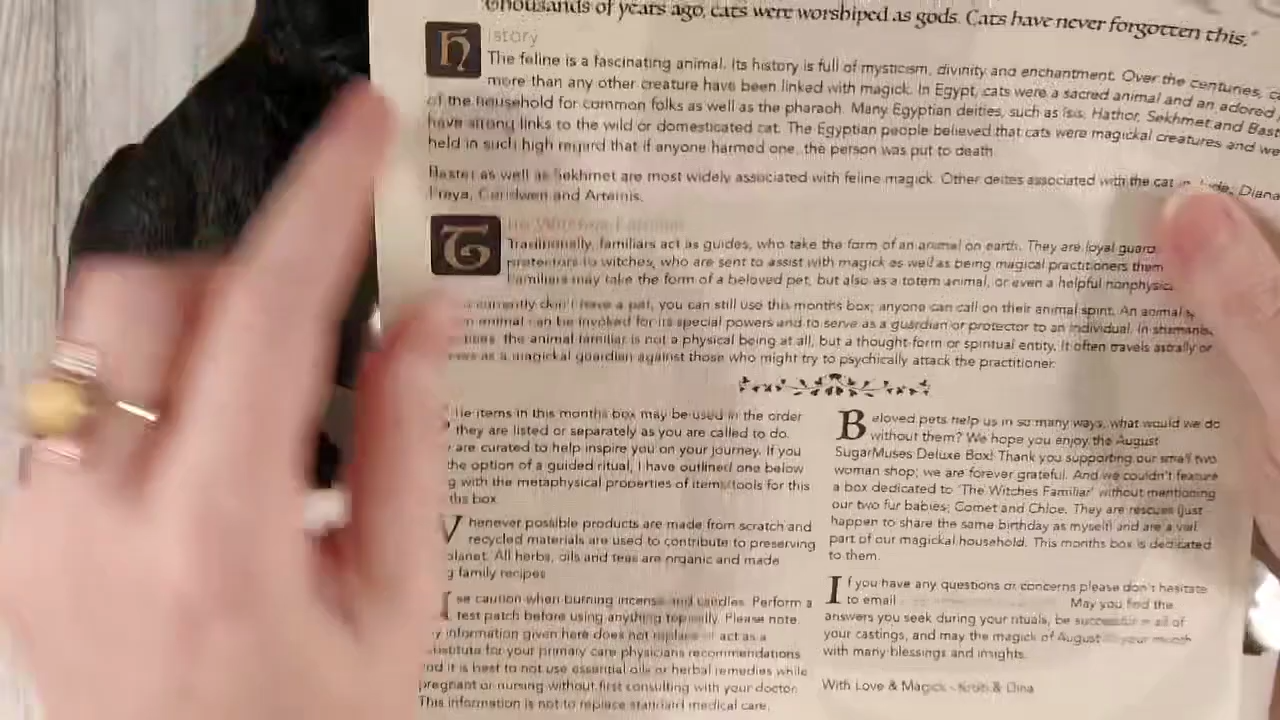 thousands of years ago, cats were worshiped as gods. Cats have never forgotten this."
History
The feline is a fascinating animal. Its history is full of mysticism, divinity and enchantment. Over the centuries,
more than any other creature have been linked with magick. In Egypt, cats were a sacred animal and an adored
of the household for common folks as well as the pharaoh. Many Egyptian deities, such as Isis, Hathor, Sekhmet and
have strong links to the wild or domesticated cat. The Egyptian people believed that cats were magickal creatures and
held in such high regard that if anyone harmed one, the person was put to death.
Bastet as well as Sekhmet are most widely associated with feline magick. Other deites associated with the cat Diana
Freya, Cerridwen and Artemis.
The Witches Familiar
Traditionally, familiars act as guides, who take the form of an animal on earth. They are loyal
protectors to witches, who are sent to assist with magick as well as being magical practitioners
Familiars may take the form of a beloved pet, but also as a totem animal, or even a helpful
currently don't have a pet, you can still use this months box; anyone can call on their animal spirit. An animal
animal can be invoked for its special powers and to serve as a guardian or protector to an individual. In
the animal familiar is not a physical being at all, but a thought-form or spiritual entity. It often travels astrally or
as a magickal guardian against those who might try to psychically attack the practitioner.
he items in this months box may be used in the order
they are listed or separately as you are called to do.
are curated to help inspire you on your journey. If you
the option of a guided ritual, I have outlined one below
with the metaphysical properties of items/tools for this
this box.
Whenever possible products are made from scratch and
recycled materials are used to contribute to preserving
planet. All herbs, oils and teas are organic and made
family recipes
se caution when burning incense and candles. Perform a
test patch before using anything topically. Please note
information given here does not replace or act as a
substitute for your primary care physicians recommendations
and it is best to not use essential oils or herbal remedies while
pregnant or nursing without first consulting with your doctor.
This information is not to replace standard medical care.
Beloved pets help us in so many ways, what would we do
without them? We hope you enjoy the August
SugarMuses Deluxe Box! Thank you supporting our small two
woman shop; we are forever grateful. And we couldn't feature
a box dedicated to 'The Witches Familiar' without mentioning
our two fur babies; Comet and Chloe. They are rescues (just
happen to share the same birthday as myself) and are a vital
part of our magickal household. This months box is dedicated
to them.
If you have any questions or concerns please don't hesitate
to email May you find the
answers you seek during your rituals, be successful in all of
your castings, and may the magick of August your month
with many blessings and insights.
With Love & Magick - & Dina